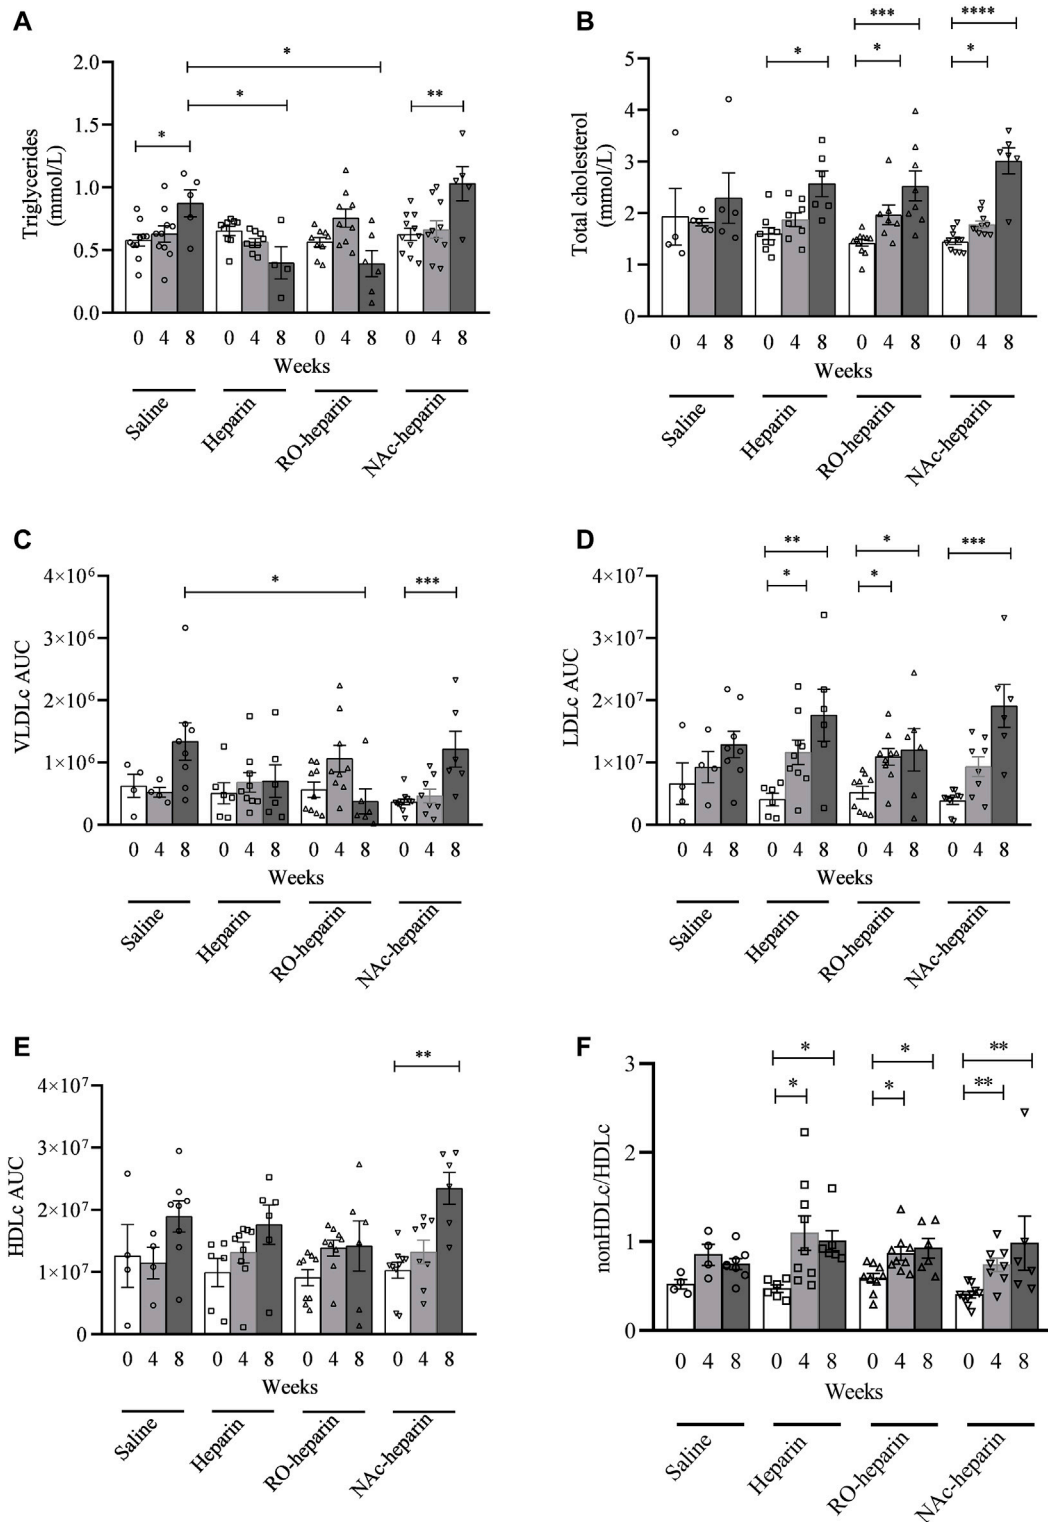 A
*
*
*
**
2.0
1.5
1.0
0.5
0.0
Triglycerides
(mmol/L)
0 4 8 0 4 8 0 4 8 0 4 8
Weeks
Saline
Heparin
RO-heparin
NAc-heparin
B
***
****
*
*
*
5
4
3
2
1
0
Total cholesterol
(mmol/L)
0 4 8 0 4 8 0 4 8 0 4 8
Weeks
Saline
Heparin
RO-heparin
NAc-heparin
C
*
***
4×10⁶
3×10⁶
2×10⁶
1×10⁶
0
VLDLc AUC
0 4 8 0 4 8 0 4 8 0 4 8
Weeks
Saline
Heparin
RO-heparin
NAc-heparin
D
**
*
***
*
*
4×10⁷
3×10⁷
2×10⁷
1×10⁷
0
LDLc AUC
0 4 8 0 4 8 0 4 8 0 4 8
Weeks
Saline
Heparin
RO-heparin
NAc-heparin
E
**
4×10⁷
3×10⁷
2×10⁷
1×10⁷
0
HDLc AUC
0 4 8 0 4 8 0 4 8 0 4 8
Weeks
Saline
Heparin
RO-heparin
NAc-heparin
F
*
*
**
*
*
**
3
2
1
0
nonHDLc/HDLc
0 4 8 0 4 8 0 4 8 0 4 8
Weeks
Saline
Heparin
RO-heparin
NAc-heparin